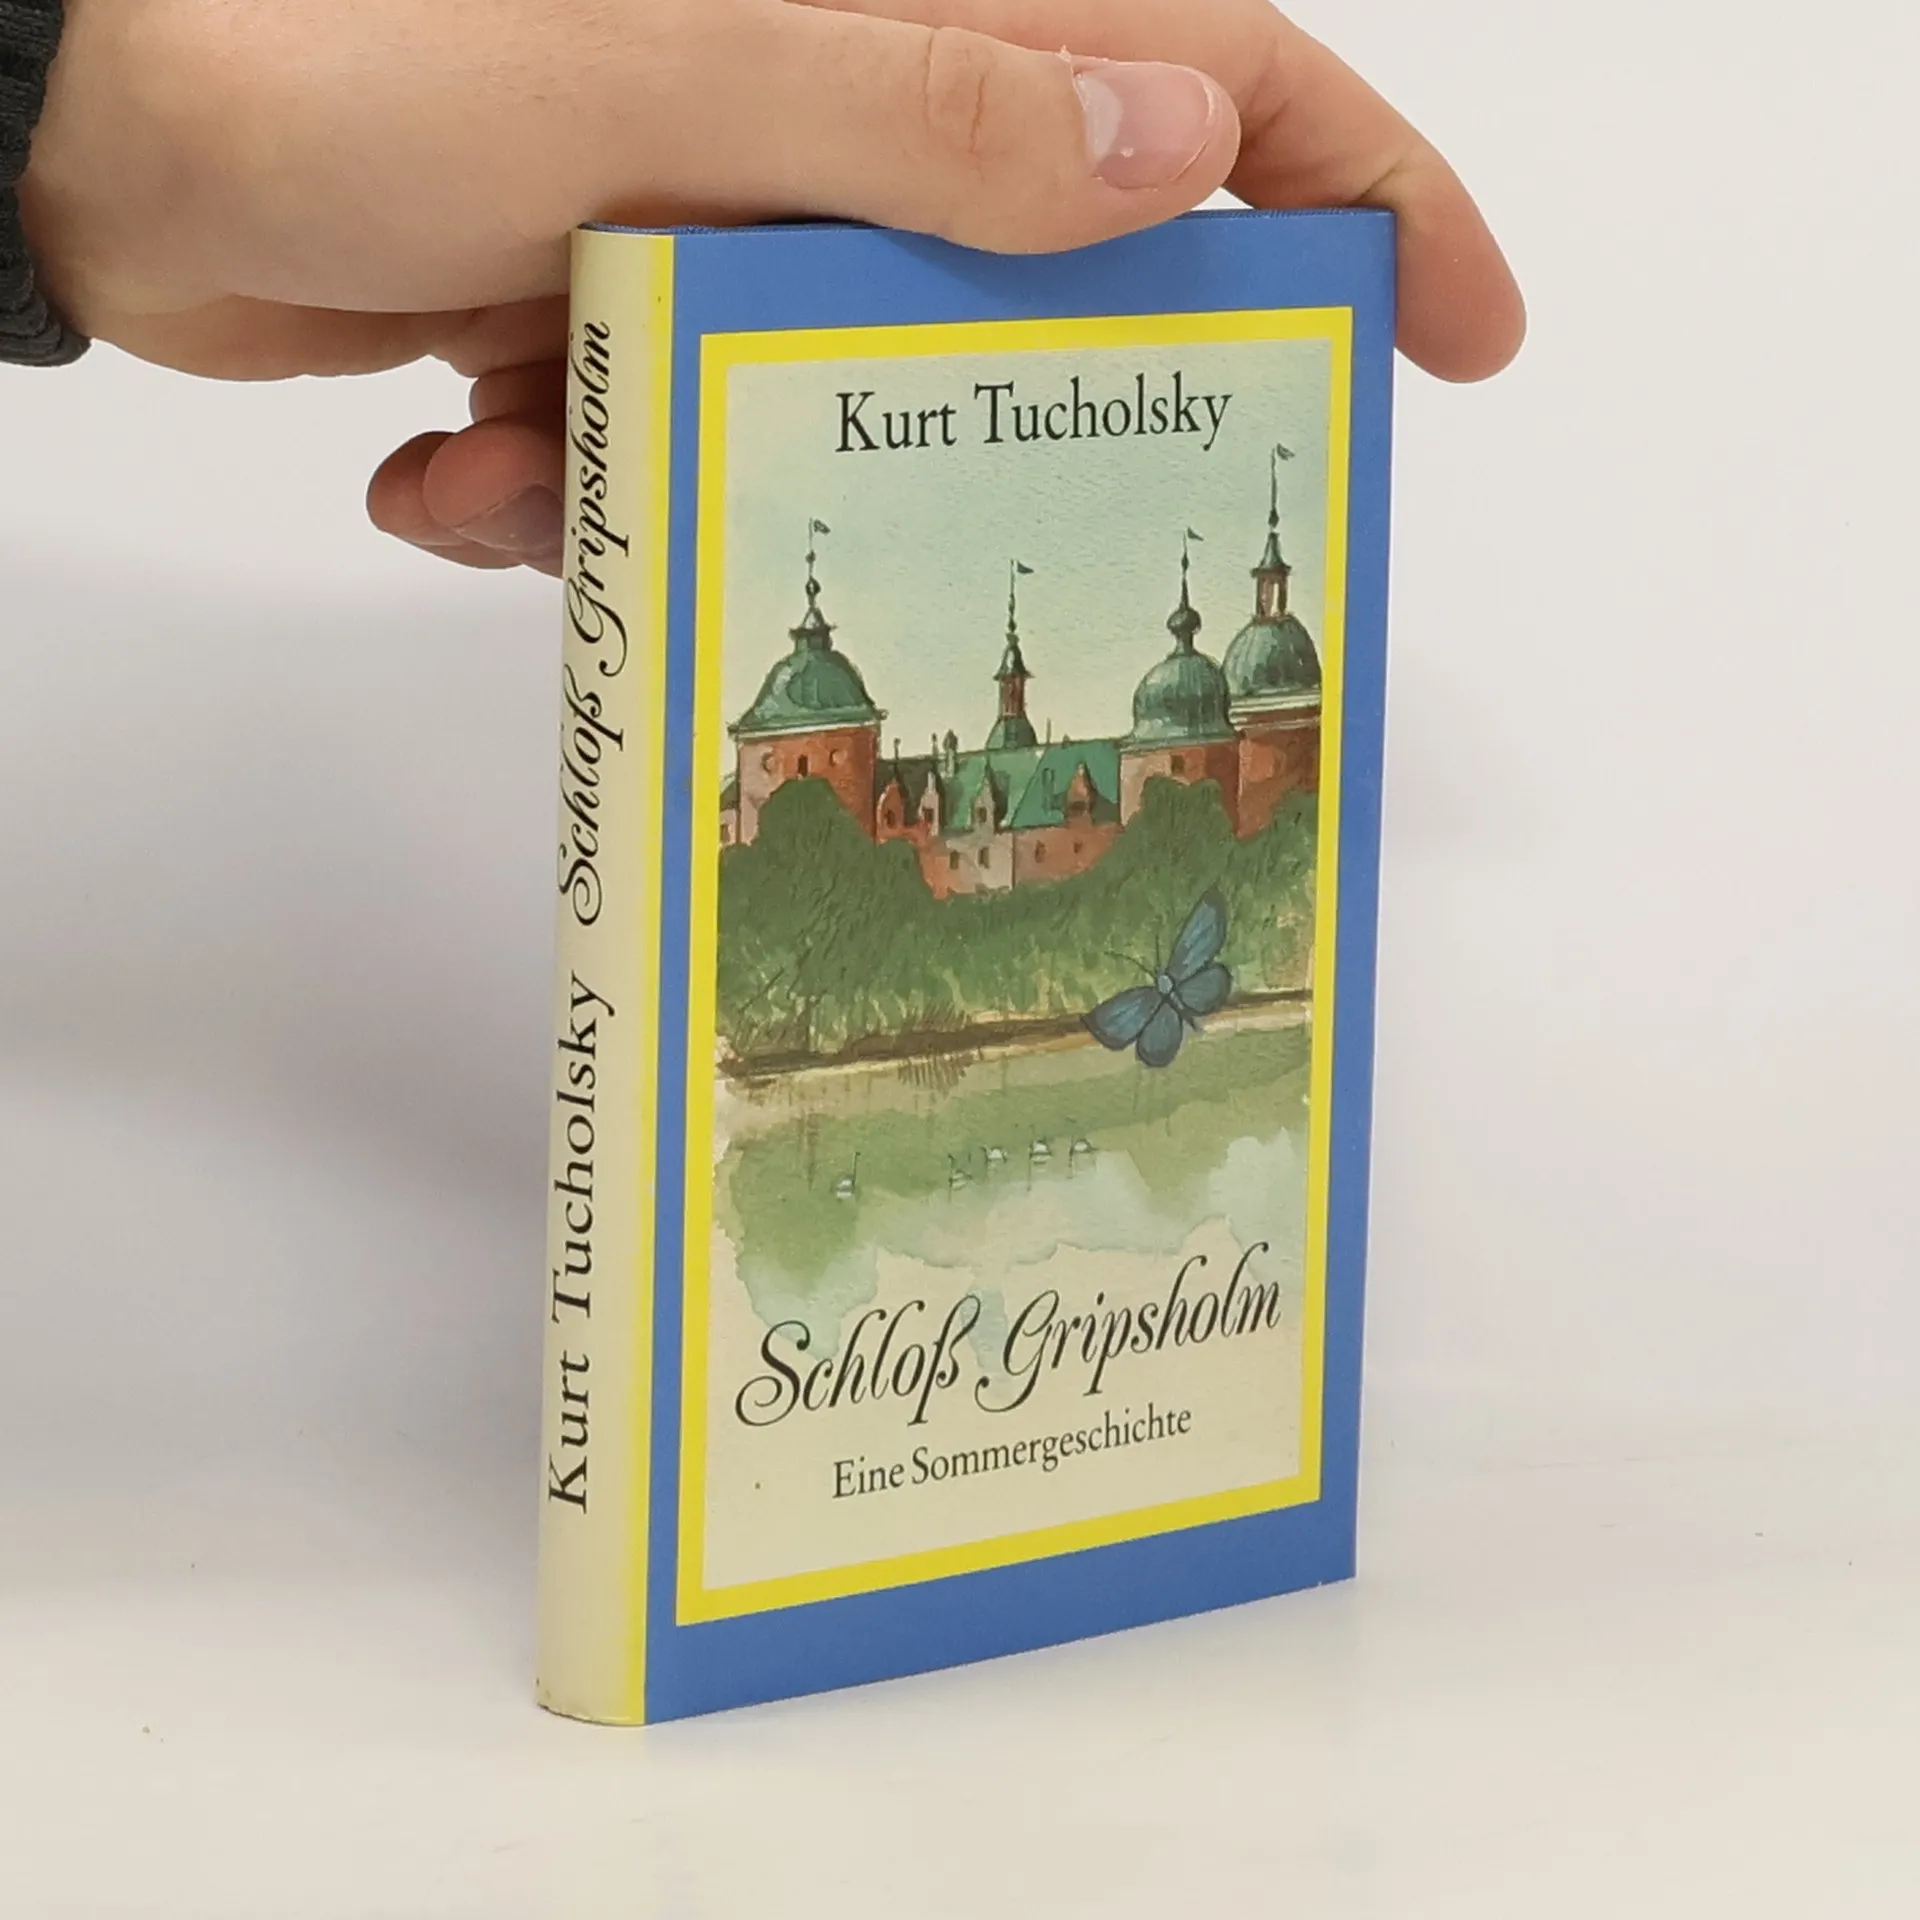 Kurt Tucholsky Schloß Gripsholm
Kurt Tucholsky
Schloß Gripsholm
Eine Sommergeschichte